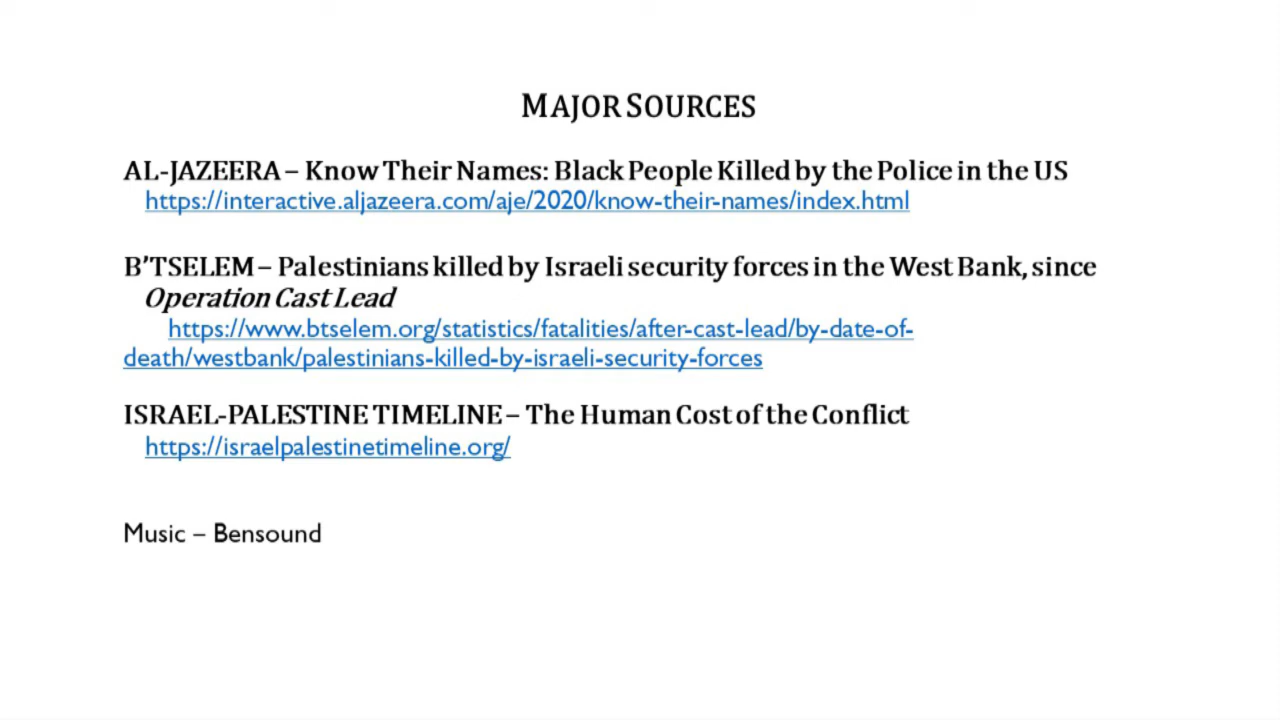 MAJOR SOURCES
AL-JAZEERA – Know Their Names: Black People Killed by the Police in the US
https://interactive.aljazeera.com/aje/2020/know-their-names/index.html
B’TSELEM – Palestinians killed by Israeli security forces in the West Bank, since
Operation Cast Lead
https://www.btselem.org/statistics/fatalities/after-cast-lead/by-date-of-
death/westbank/palestinians-killed-by-israeli-security-forces
ISRAEL-PALESTINE TIMELINE – The Human Cost of the Conflict
https://israelpalestinetimeline.org/
Music – Bensound